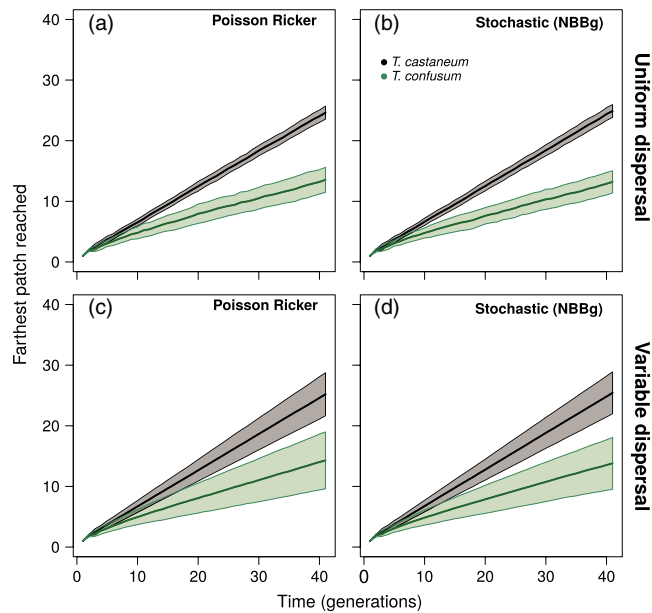 (a) Poisson Ricker
(b) Stochastic (NBBg)
T. castaneum
T. confusum
Uniform dispersal
40
30
20
10
0
(c) Poisson Ricker
(d) Stochastic (NBBg)
Variable dispersal
40
30
20
10
0
Farthest patch reached
0 10 20 30 40
0 10 20 30 40
Time (generations)